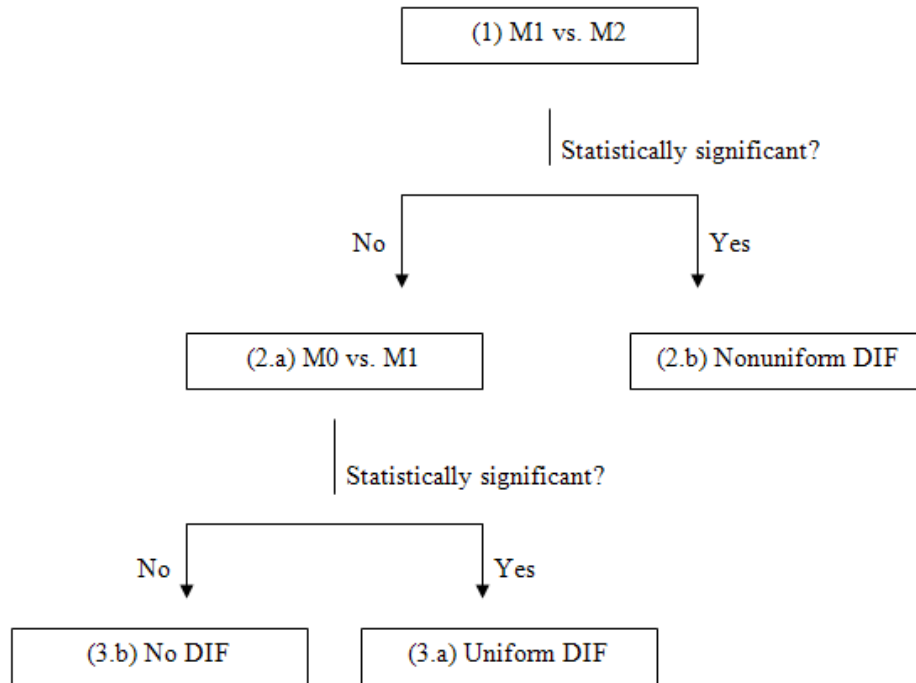 (1) M1 vs. M2
Statistically significant?
No
Yes
(2.a) M0 vs. M1
(2.b) Nonuniform DIF
Statistically significant?
No
Yes
(3.b) No DIF
(3.a) Uniform DIF